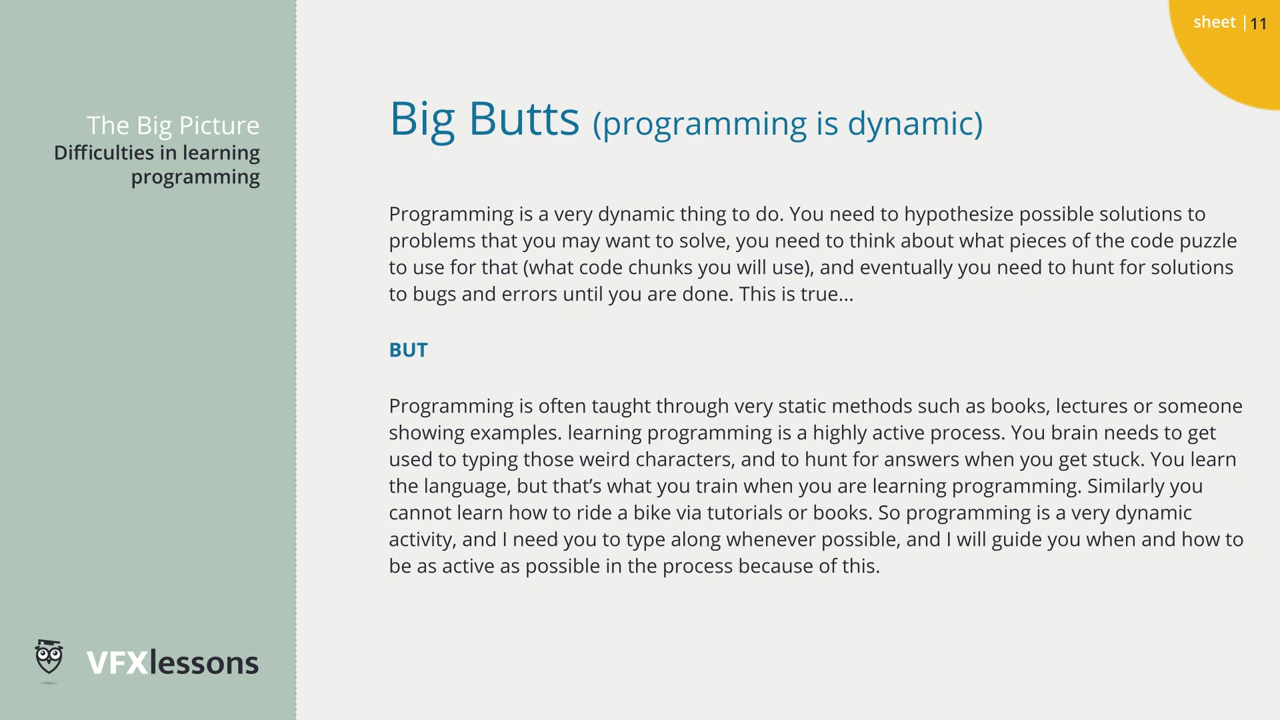 sheet |11
The Big Picture
Difficulties in learning
programming
Big Butts (programming is dynamic)
Programming is a very dynamic thing to do. You need to hypothesize possible solutions to
problems that you may want to solve, you need to think about what pieces of the code puzzle
to use for that (what code chunks you will use), and eventually you need to hunt for solutions
to bugs and errors until you are done. This is true...
BUT
Programming is often taught through very static methods such as books, lectures or someone
showing examples. learning programming is a highly active process. You brain needs to get
used to typing those weird characters, and to hunt for answers when you get stuck. You learn
the language, but that’s what you train when you are learning programming. Similarly you
cannot learn how to ride a bike via tutorials or books. So programming is a very dynamic
activity, and I need you to type along whenever possible, and I will guide you when and how to
be as active as possible in the process because of this.
VFXlessons